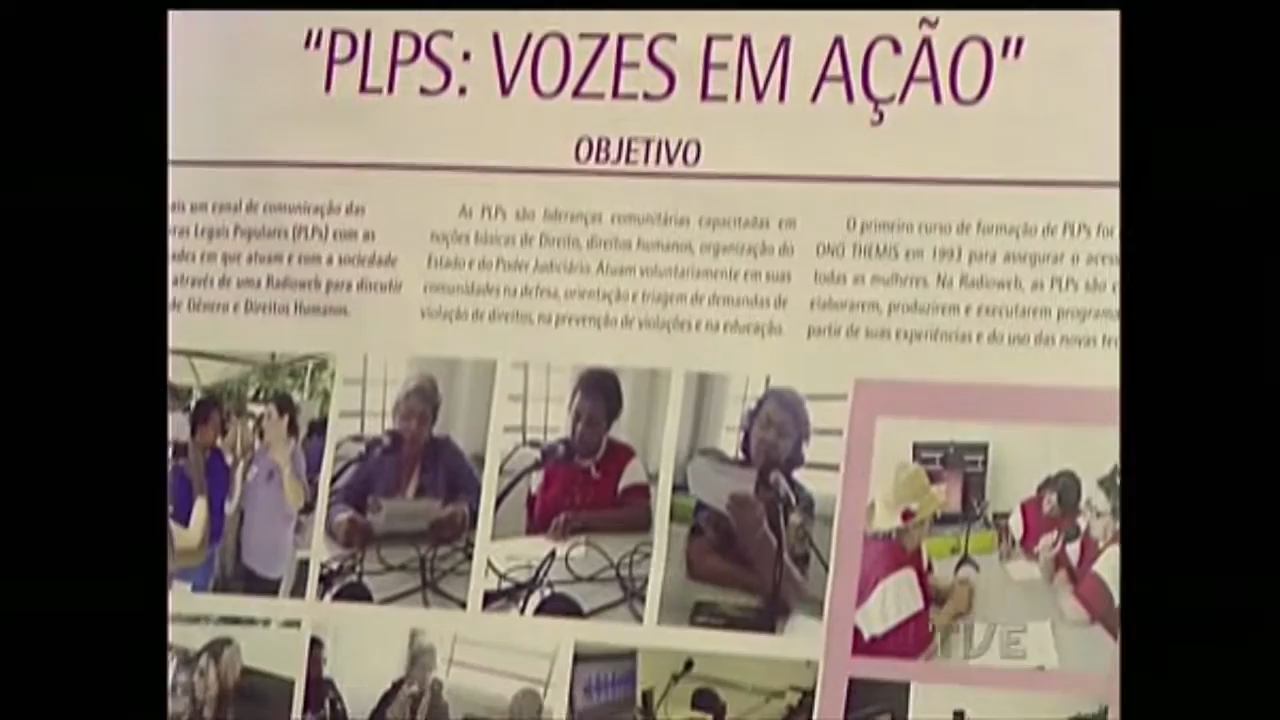 "PLPS: VOZES EM AÇÃO"
OBJETIVO
um canal de comunicação das
Legais Populares (PLPs) com as
em que atuam e com a sociedade
através de uma Radioweb para discutir
de Gênero e Direitos Humanos.
As PLPs são lideranças comunitárias capacitadas em
noções básicas de Direito, direitos humanos, organização do
Estado e do Poder Judiciário. Atuam voluntariamente em suas
comunidades na defesa, orientação e triagem de demandas de
violação de direitos, na prevenção de violações e na educação.
O primeiro curso de formação de PLPs foi
ONG THEMIS em 1993 para assegurar o
todas as mulheres. Na Radioweb, as PLPs são
elaborarem, produzirem e executarem
partir de suas experiências e do uso das novas
TVE